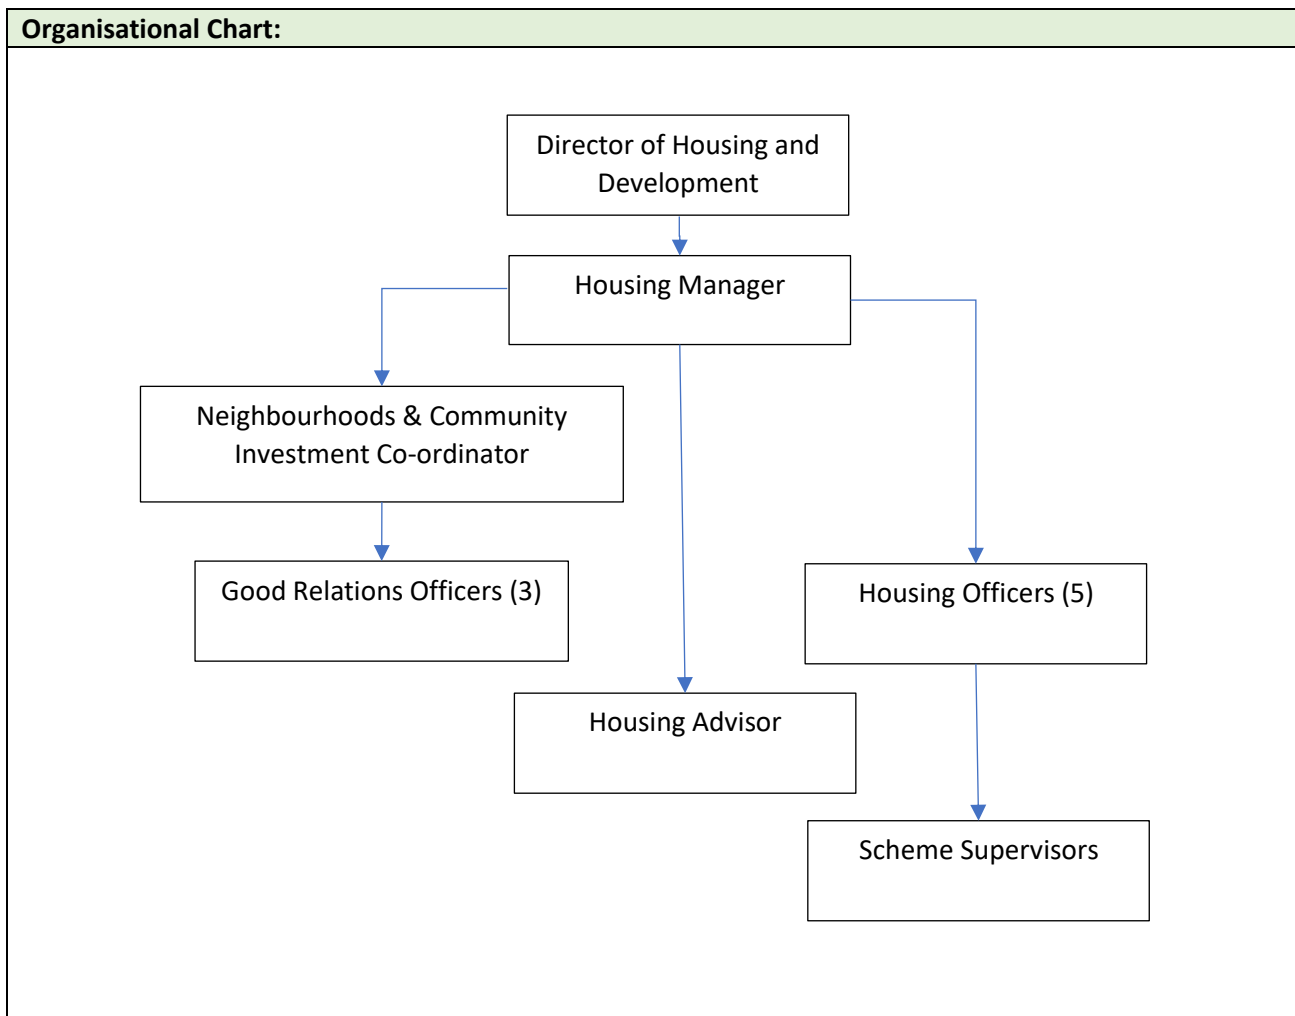 Organisational Chart:
Director of Housing and
Development
Housing Manager
Neighbourhoods & Community
Investment Co-ordinator
Good Relations Officers (3)
Housing Officers (5)
Housing Advisor
Scheme Supervisors